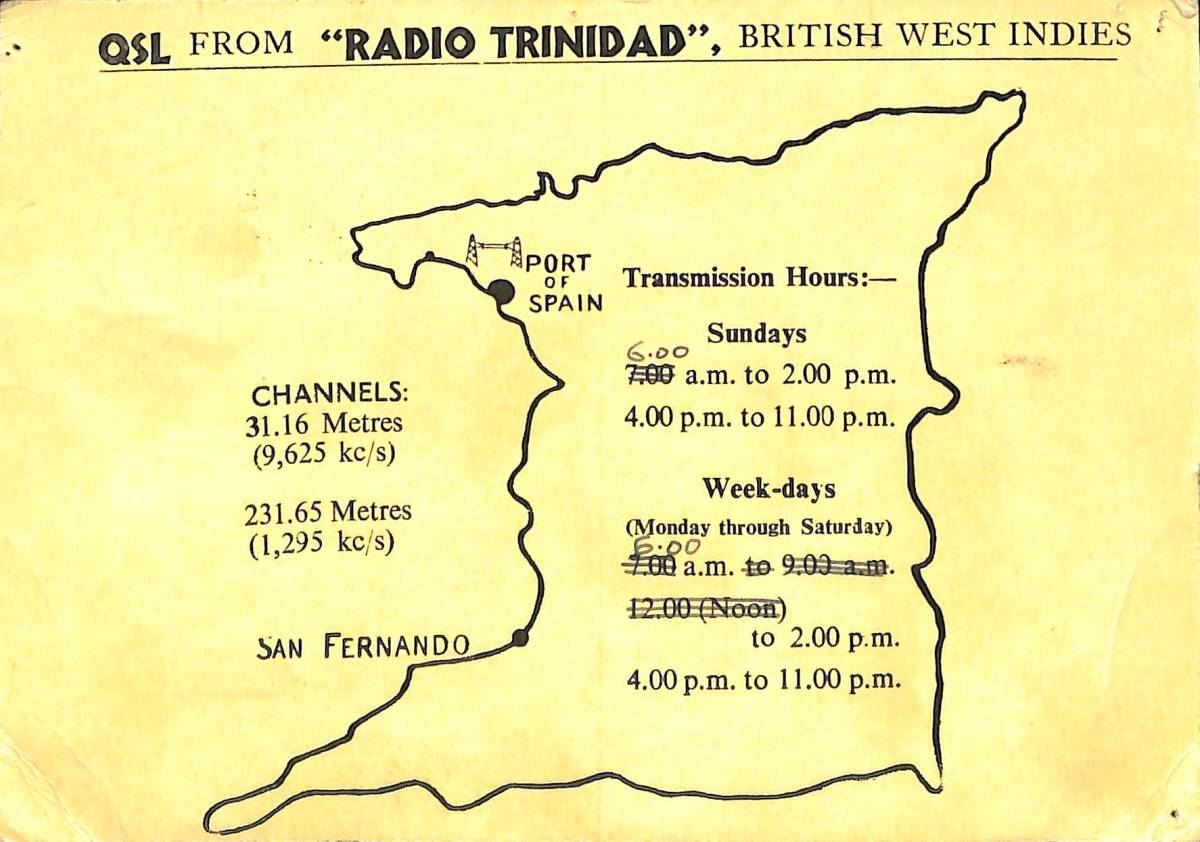 QSL FROM "RADIO TRINIDAD", BRITISH WEST INDIES
PORT
OF
SPAIN
CHANNELS:
31.16 Metres
(9,625 kc/s)
231.65 Metres
(1,295 kc/s)
SAN FERNANDO
Transmission Hours:—
Sundays
6.00
7.00 a.m. to 2.00 p.m.
4.00 p.m. to 11.00 p.m.
Week-days
(Monday through Saturday)
6.00
7.00 a.m. to 9.00 a.m.
12.00 (Noon)
to 2.00 p.m.
4.00 p.m. to 11.00 p.m.